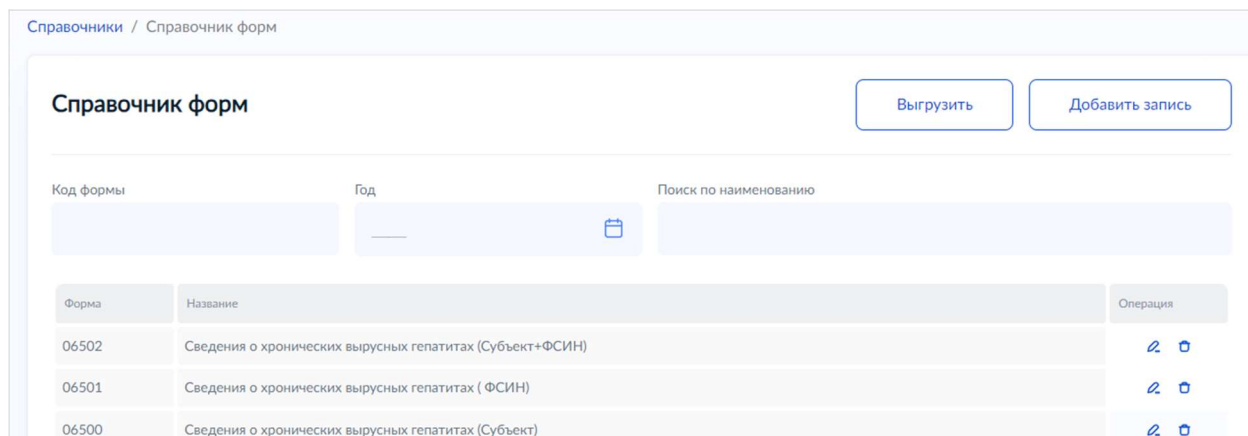 Справочники / Справочник форм
Справочник форм
Выгрузить
Добавить запись
Код формы
Год
Поиск по наименованию
Форма
Название
Операция
06502
Сведения о хронических вырусных гепатитах (Субъект+ФСИН)
06501
Сведения о хронических вырусных гепатитах ( ФСИН)
06500
Сведения о хронических вырусных гепатитах (Субъект)